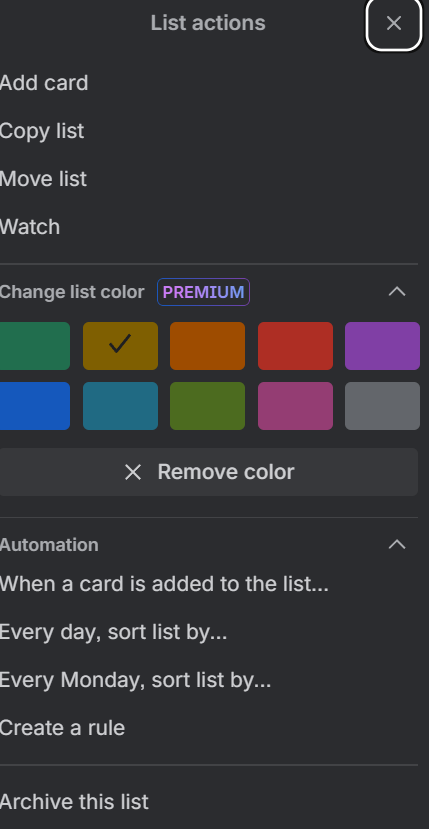 List actions
Add card
Copy list
Move list
Watch
Change list color PREMIUM
Remove color
Automation
When a card is added to the list...
Every day, sort list by...
Every Monday, sort list by...
Create a rule
Archive this list